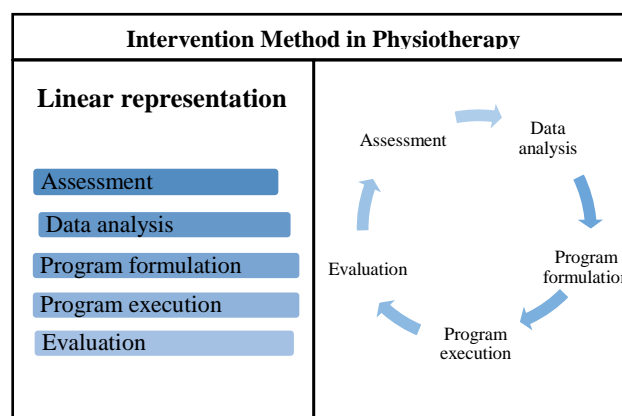 Intervention Method in Physiotherapy
Linear representation
Assessment
Data analysis
Program formulation
Program execution
Evaluation
Assessment
Data
analysis
Program
formulation
Program
execution
Evaluation